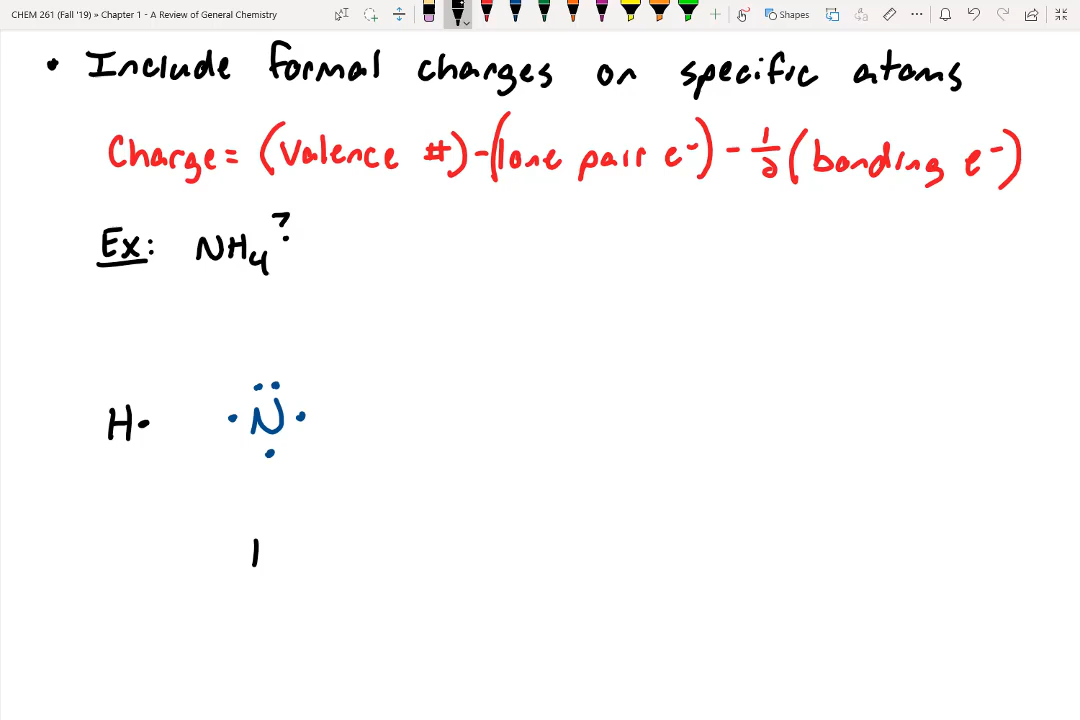 CHEM 261 (Fall '19) » Chapter 1 - A Review of General Chemistry
Shapes
• Include formal charges on specific atoms
Charge = (Valence #) - (lone pair e⁻) - 1/2 (bonding e⁻)
Ex: NH₄^?
H• •N̈•
•
I